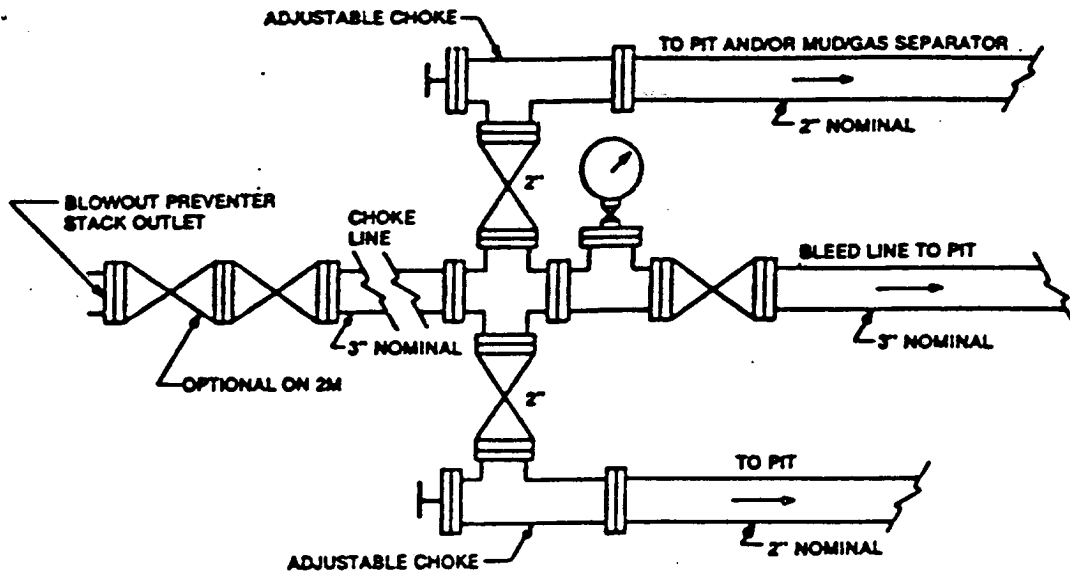 ADJUSTABLE CHOKE
TO PIT AND/OR MUD/GAS SEPARATOR
2" NOMINAL
2"
BLOWOUT PREVENTER
STACK OUTLET
CHOKE
LINE
BLEED LINE TO PIT
3" NOMINAL
3" NOMINAL
OPTIONAL ON 2M
2"
TO PIT
2" NOMINAL
ADJUSTABLE CHOKE